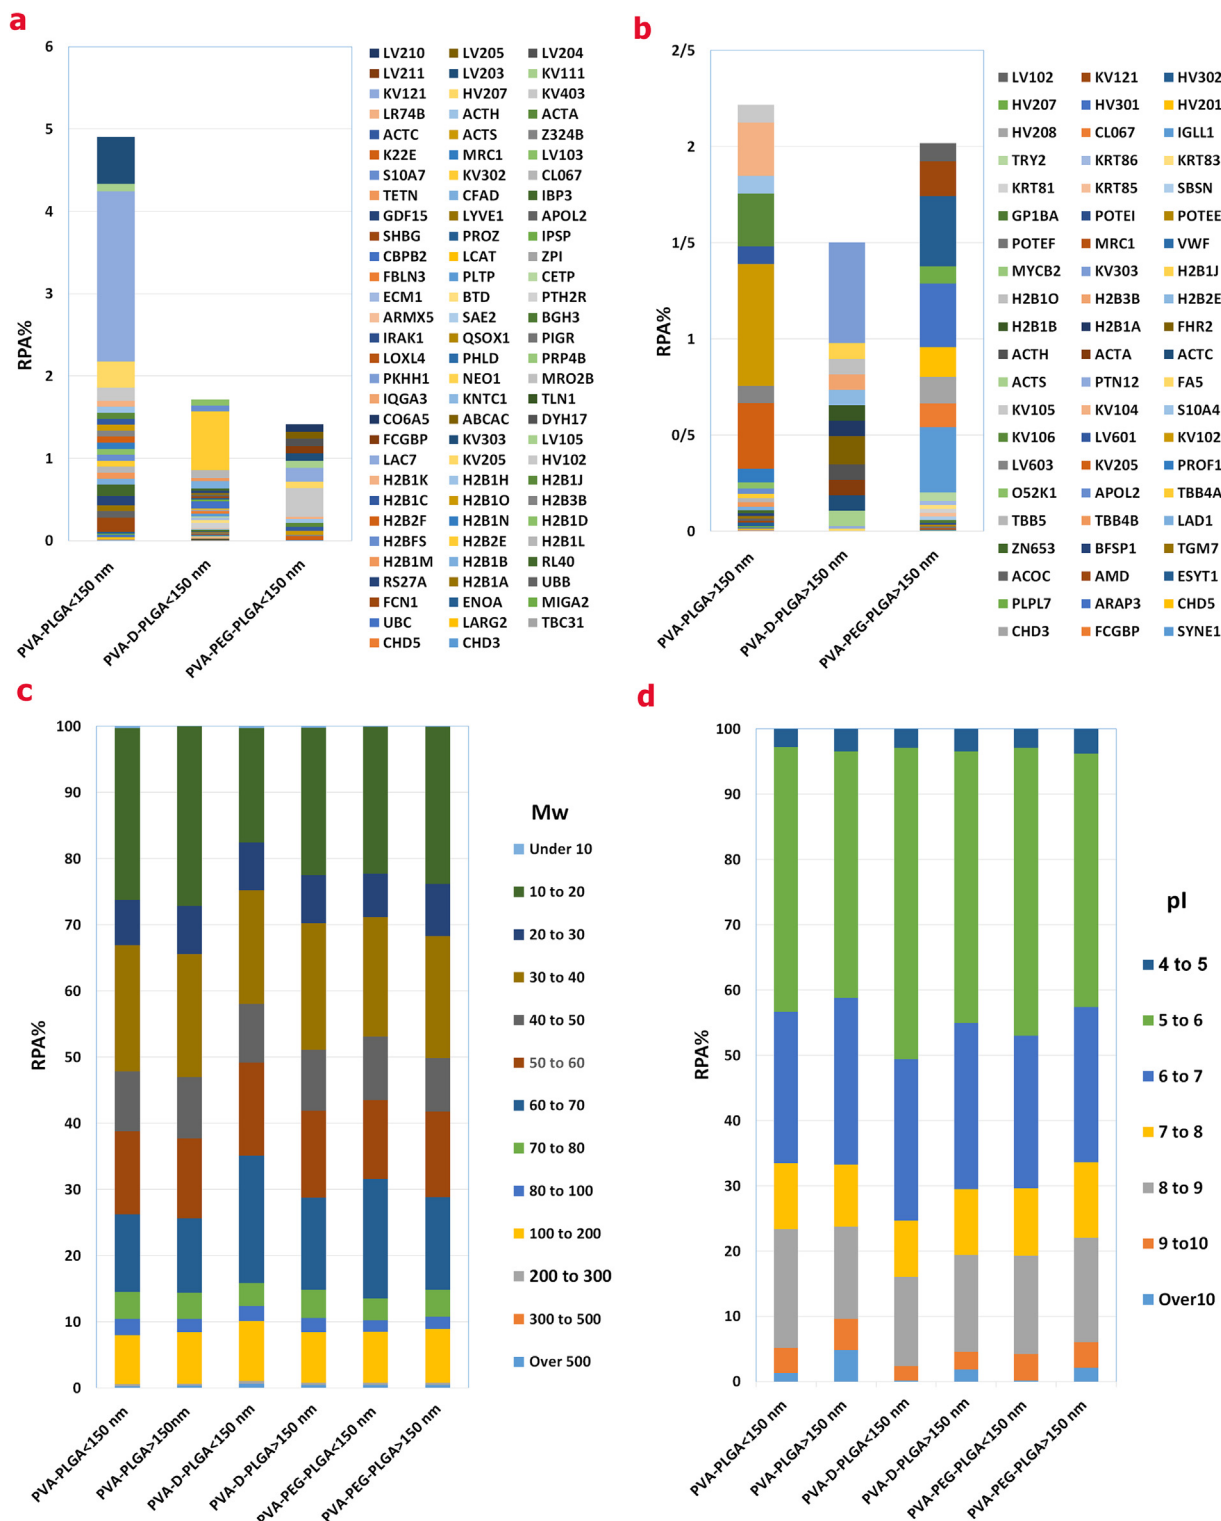 a
RPA%
6
5
4
3
2
1
0
PVA-PLGA<150 nm
PVA-D-PLGA<150 nm
PVA-PEG-PLGA<150 nm
LV210 LV205 LV204
LV211 LV203 KV111
KV121 HV207 KV403
LR74B ACTH ACTA
ACTC ACTS Z324B
K22E MRC1 LV103
S10A7 KV302 CL067
TETN CFAD IBP3
GDF15 LYVE1 APOL2
SHBG PROZ IPSP
CBPB2 LCAT ZPI
FBLN3 PLTP CETP
ECM1 BTD PTH2R
ARMX5 SAE2 BGH3
IRAK1 QSOX1 PIGR
LOXL4 PHLD PRP4B
PKHH1 NEO1 MRO2B
IQGA3 KNTC1 TLN1
CO6A5 ABCAC DYH17
FCGBP KV303 LV105
LAC7 KV205 HV102
H2B1K H2B1H H2B1J
H2B1C H2B1O H2B3B
H2B2F H2B1N H2B1D
H2BFS H2B2E H2B1L
H2B1M H2B1B RL40
RS27A H2B1A UBB
FCN1 ENOA MIGA2
UBC LARG2 TBC31
CHD5 CHD3
b
RPA%
2/5
2
1/5
1
0/5
0
PVA-PLGA>150 nm
PVA-D-PLGA>150 nm
PVA-PEG-PLGA>150 nm
LV102 KV121 HV302
HV207 HV301 HV201
HV208 CL067 IGLL1
TRY2 KRT86 KRT83
KRT81 KRT85 SBSN
GP1BA POTEI POTEE
POTEF MRC1 VWF
MYCB2 KV303 H2B1J
H2B1O H2B3B H2B2E
H2B1B H2B1A FHR2
ACTH ACTA ACTC
ACTS PTN12 FA5
KV105 KV104 S10A4
KV106 LV601 KV102
LV603 KV205 PROF1
O52K1 APOL2 TBB4A
TBB5 TBB4B LAD1
ZN653 BFSP1 TGM7
ACOC AMD ESYT1
PLPL7 ARAP3 CHD5
CHD3 FCGBP SYNE1
c
RPA%
100
90
80
70
60
50
40
30
20
10
0
PVA-PLGA<150 nm
PVA-PLGA>150nm
PVA-D-PLGA<150 nm
PVA-D-PLGA>150 nm
PVA-PEG-PLGA<150 nm
PVA-PEG-PLGA>150 nm
Mw
Under 10
10 to 20
20 to 30
30 to 40
40 to 50
50 to 60
60 to 70
70 to 80
80 to 100
100 to 200
200 to 300
300 to 500
Over 500
d
RPA%
100
90
80
70
60
50
40
30
20
10
0
PVA-PLGA<150 nm
PVA-PLGA>150 nm
PVA-D-PLGA<150 nm
PVA-D-PLGA>150 nm
PVA-PEG-PLGA<150 nm
PVA-PEG-PLGA>150 nm
pI
4 to 5
5 to 6
6 to 7
7 to 8
8 to 9
9 to10
Over10